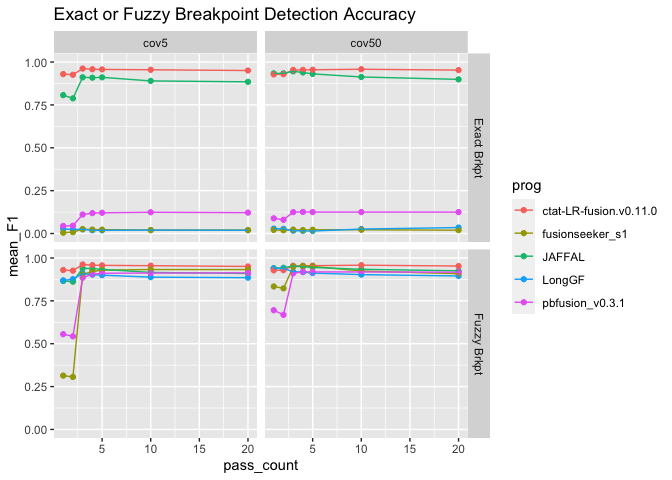 Exact or Fuzzy Breakpoint Detection Accuracy
cov5
cov50
1.00
0.75
0.50
0.25
0.00
Exact Brkpt
1.00
0.75
0.50
0.25
0.00
Fuzzy Brkpt
mean_F1
5
10
15
20
5
10
15
20
pass_count
prog
ctat-LR-fusion.v0.11.0
fusionseeker_s1
JAFFAL
LongGF
pbfusion_v0.3.1